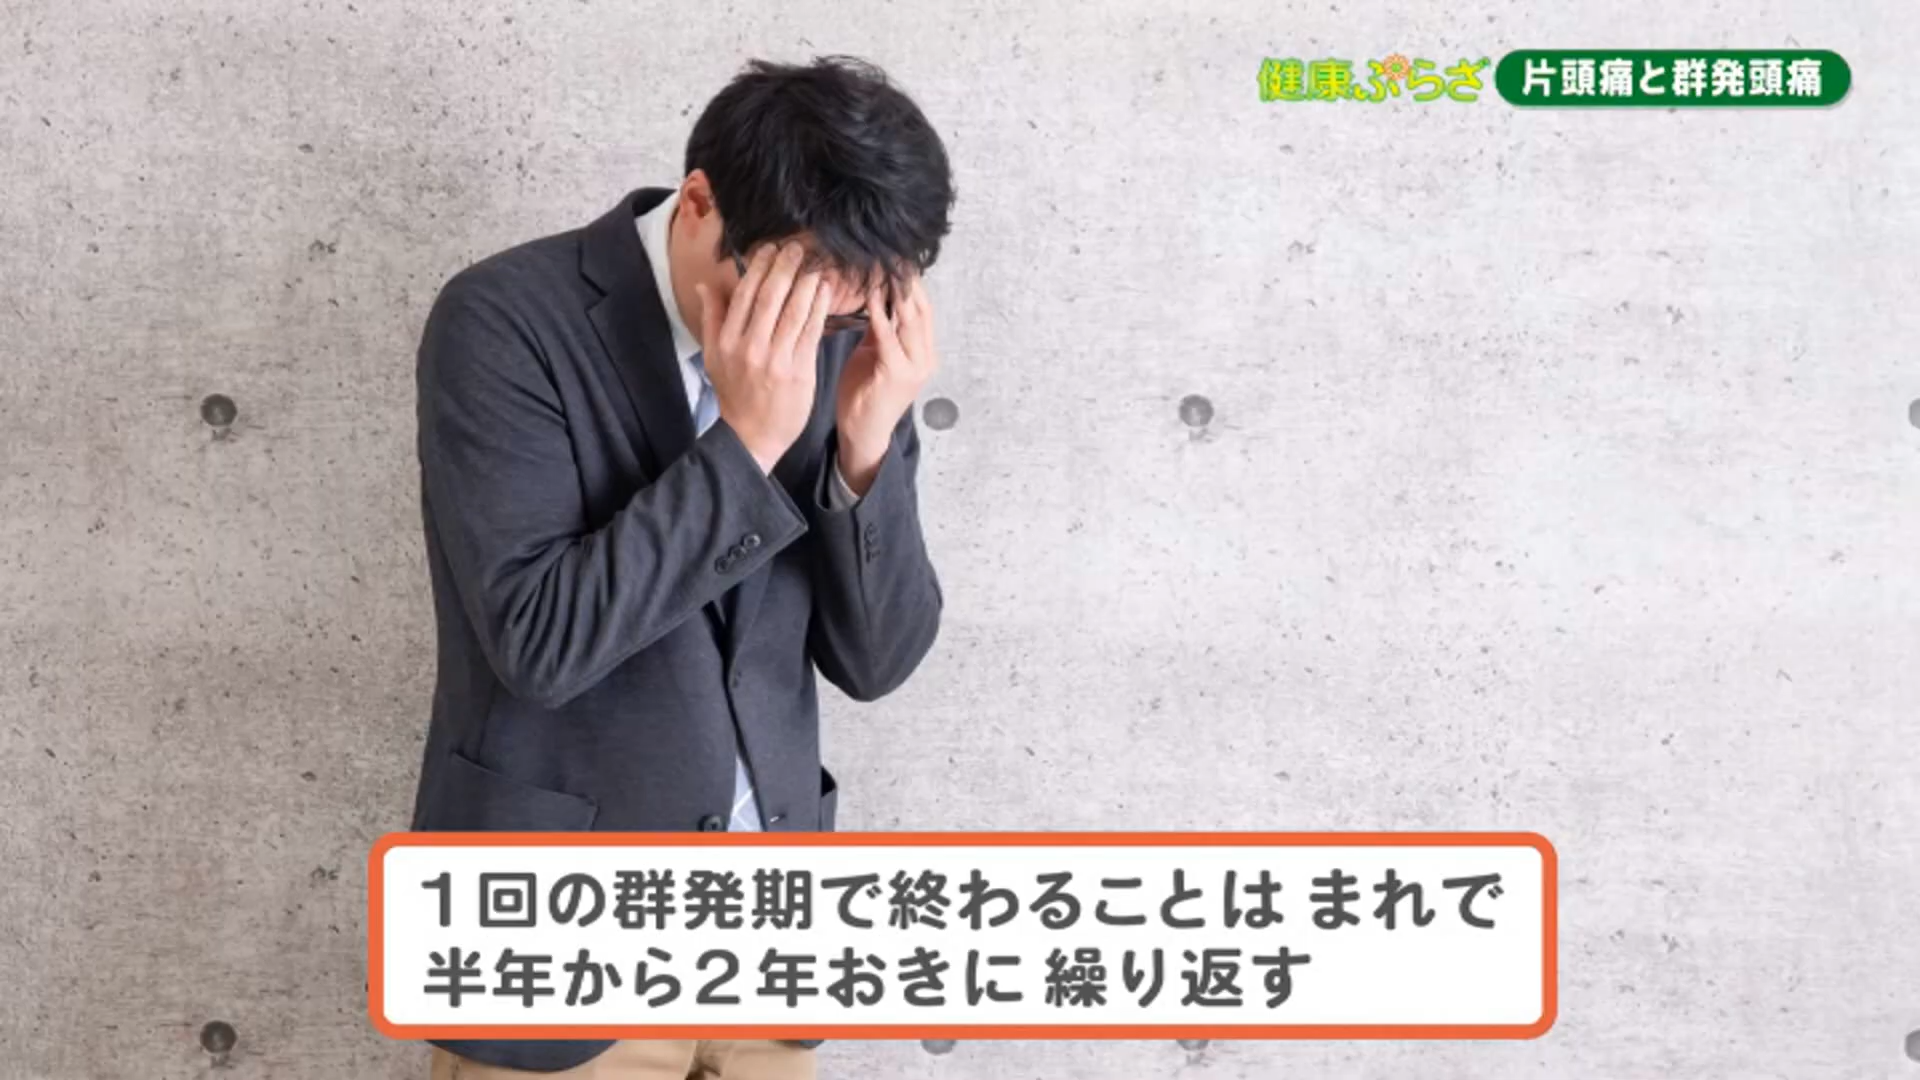 健康ぷらざ 片頭痛と群発頭痛
１回の群発期で終わることは まれで
半年から２年おきに 繰り返す